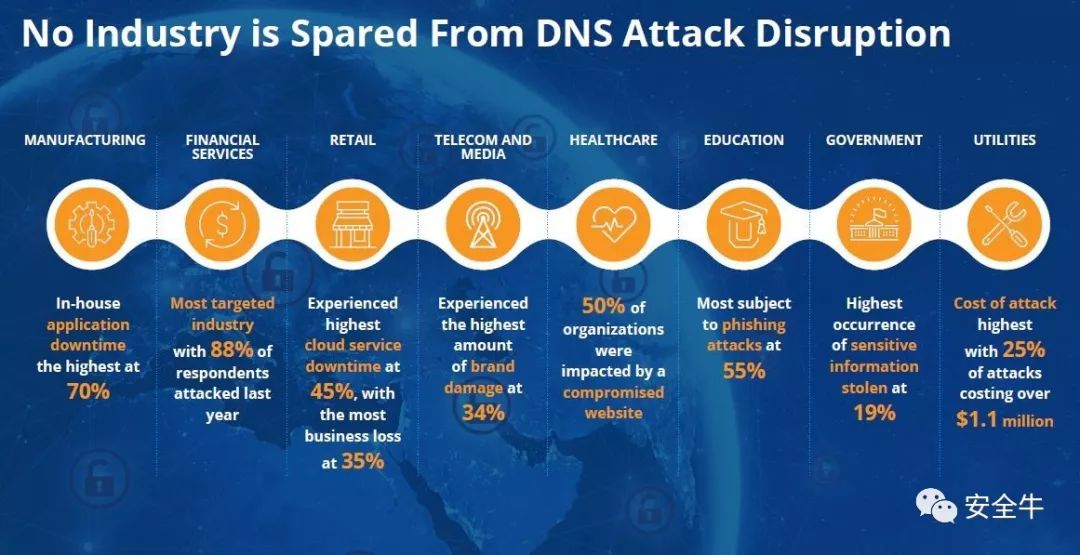 No Industry is Spared From DNS Attack Disruption
MANUFACTURING
In-house
application
downtime
the highest at
70%
FINANCIAL
SERVICES
Most targeted
industry
with 88% of
respondents
attacked last
year
RETAIL
Experienced
highest
cloud service
downtime at
45%, with
the most
business loss
at 35%
TELECOM AND
MEDIA
Experienced
the highest
amount
of brand
damage at
34%
HEALTHCARE
50% of
organizations
were
impacted by a
compromised
website
EDUCATION
Most subject
to phishing
attacks at
55%
GOVERNMENT
Highest
occurrence
of sensitive
information
stolen at
19%
UTILITIES
Cost of attack
highest
with 25%
of attacks
costing over
$1.1 million
安全牛